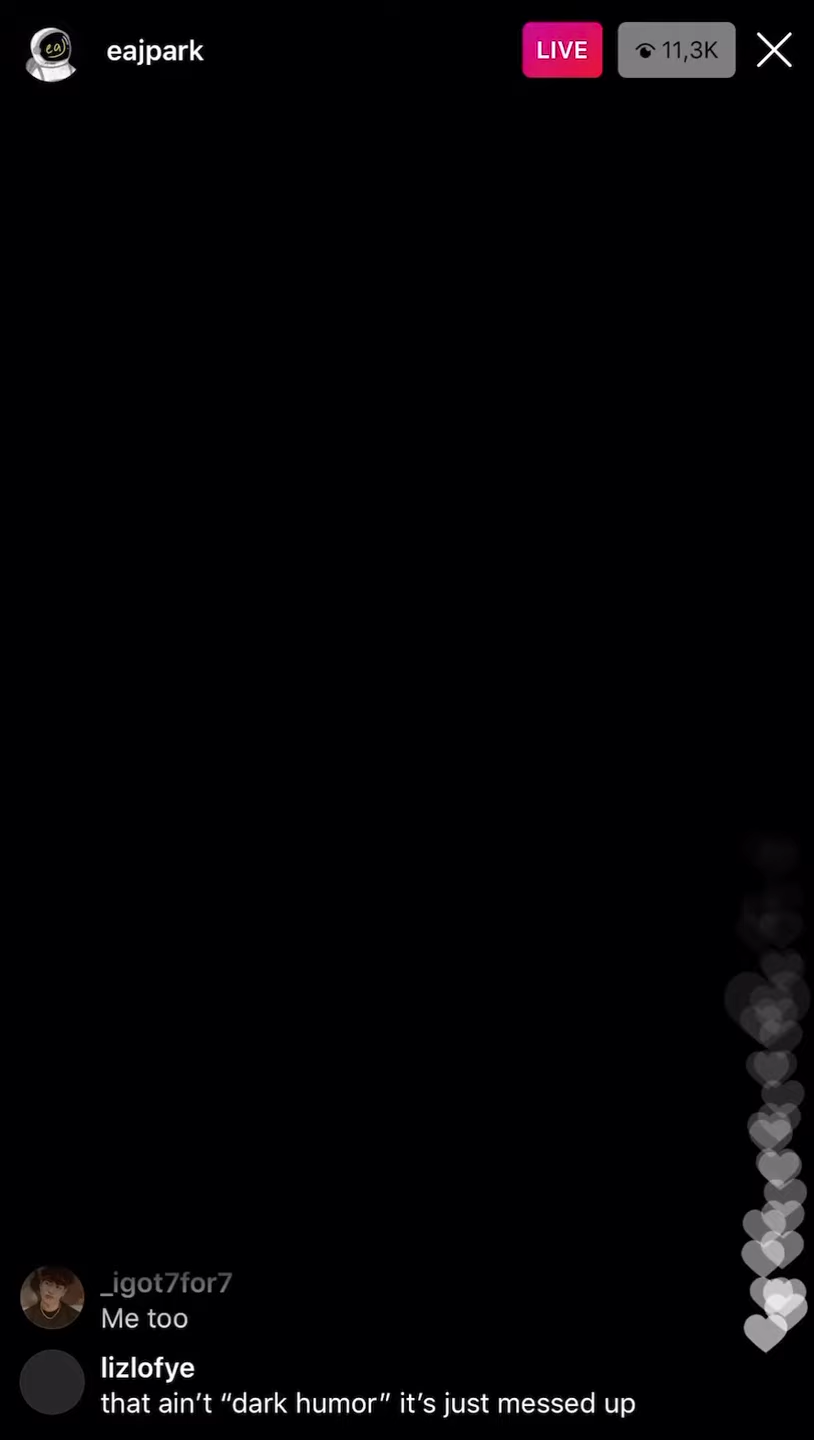 eaj
eajpark
LIVE
11,3K
_igot7for7
Me too
lizlofye
that ain’t “dark humor” it’s just messed up